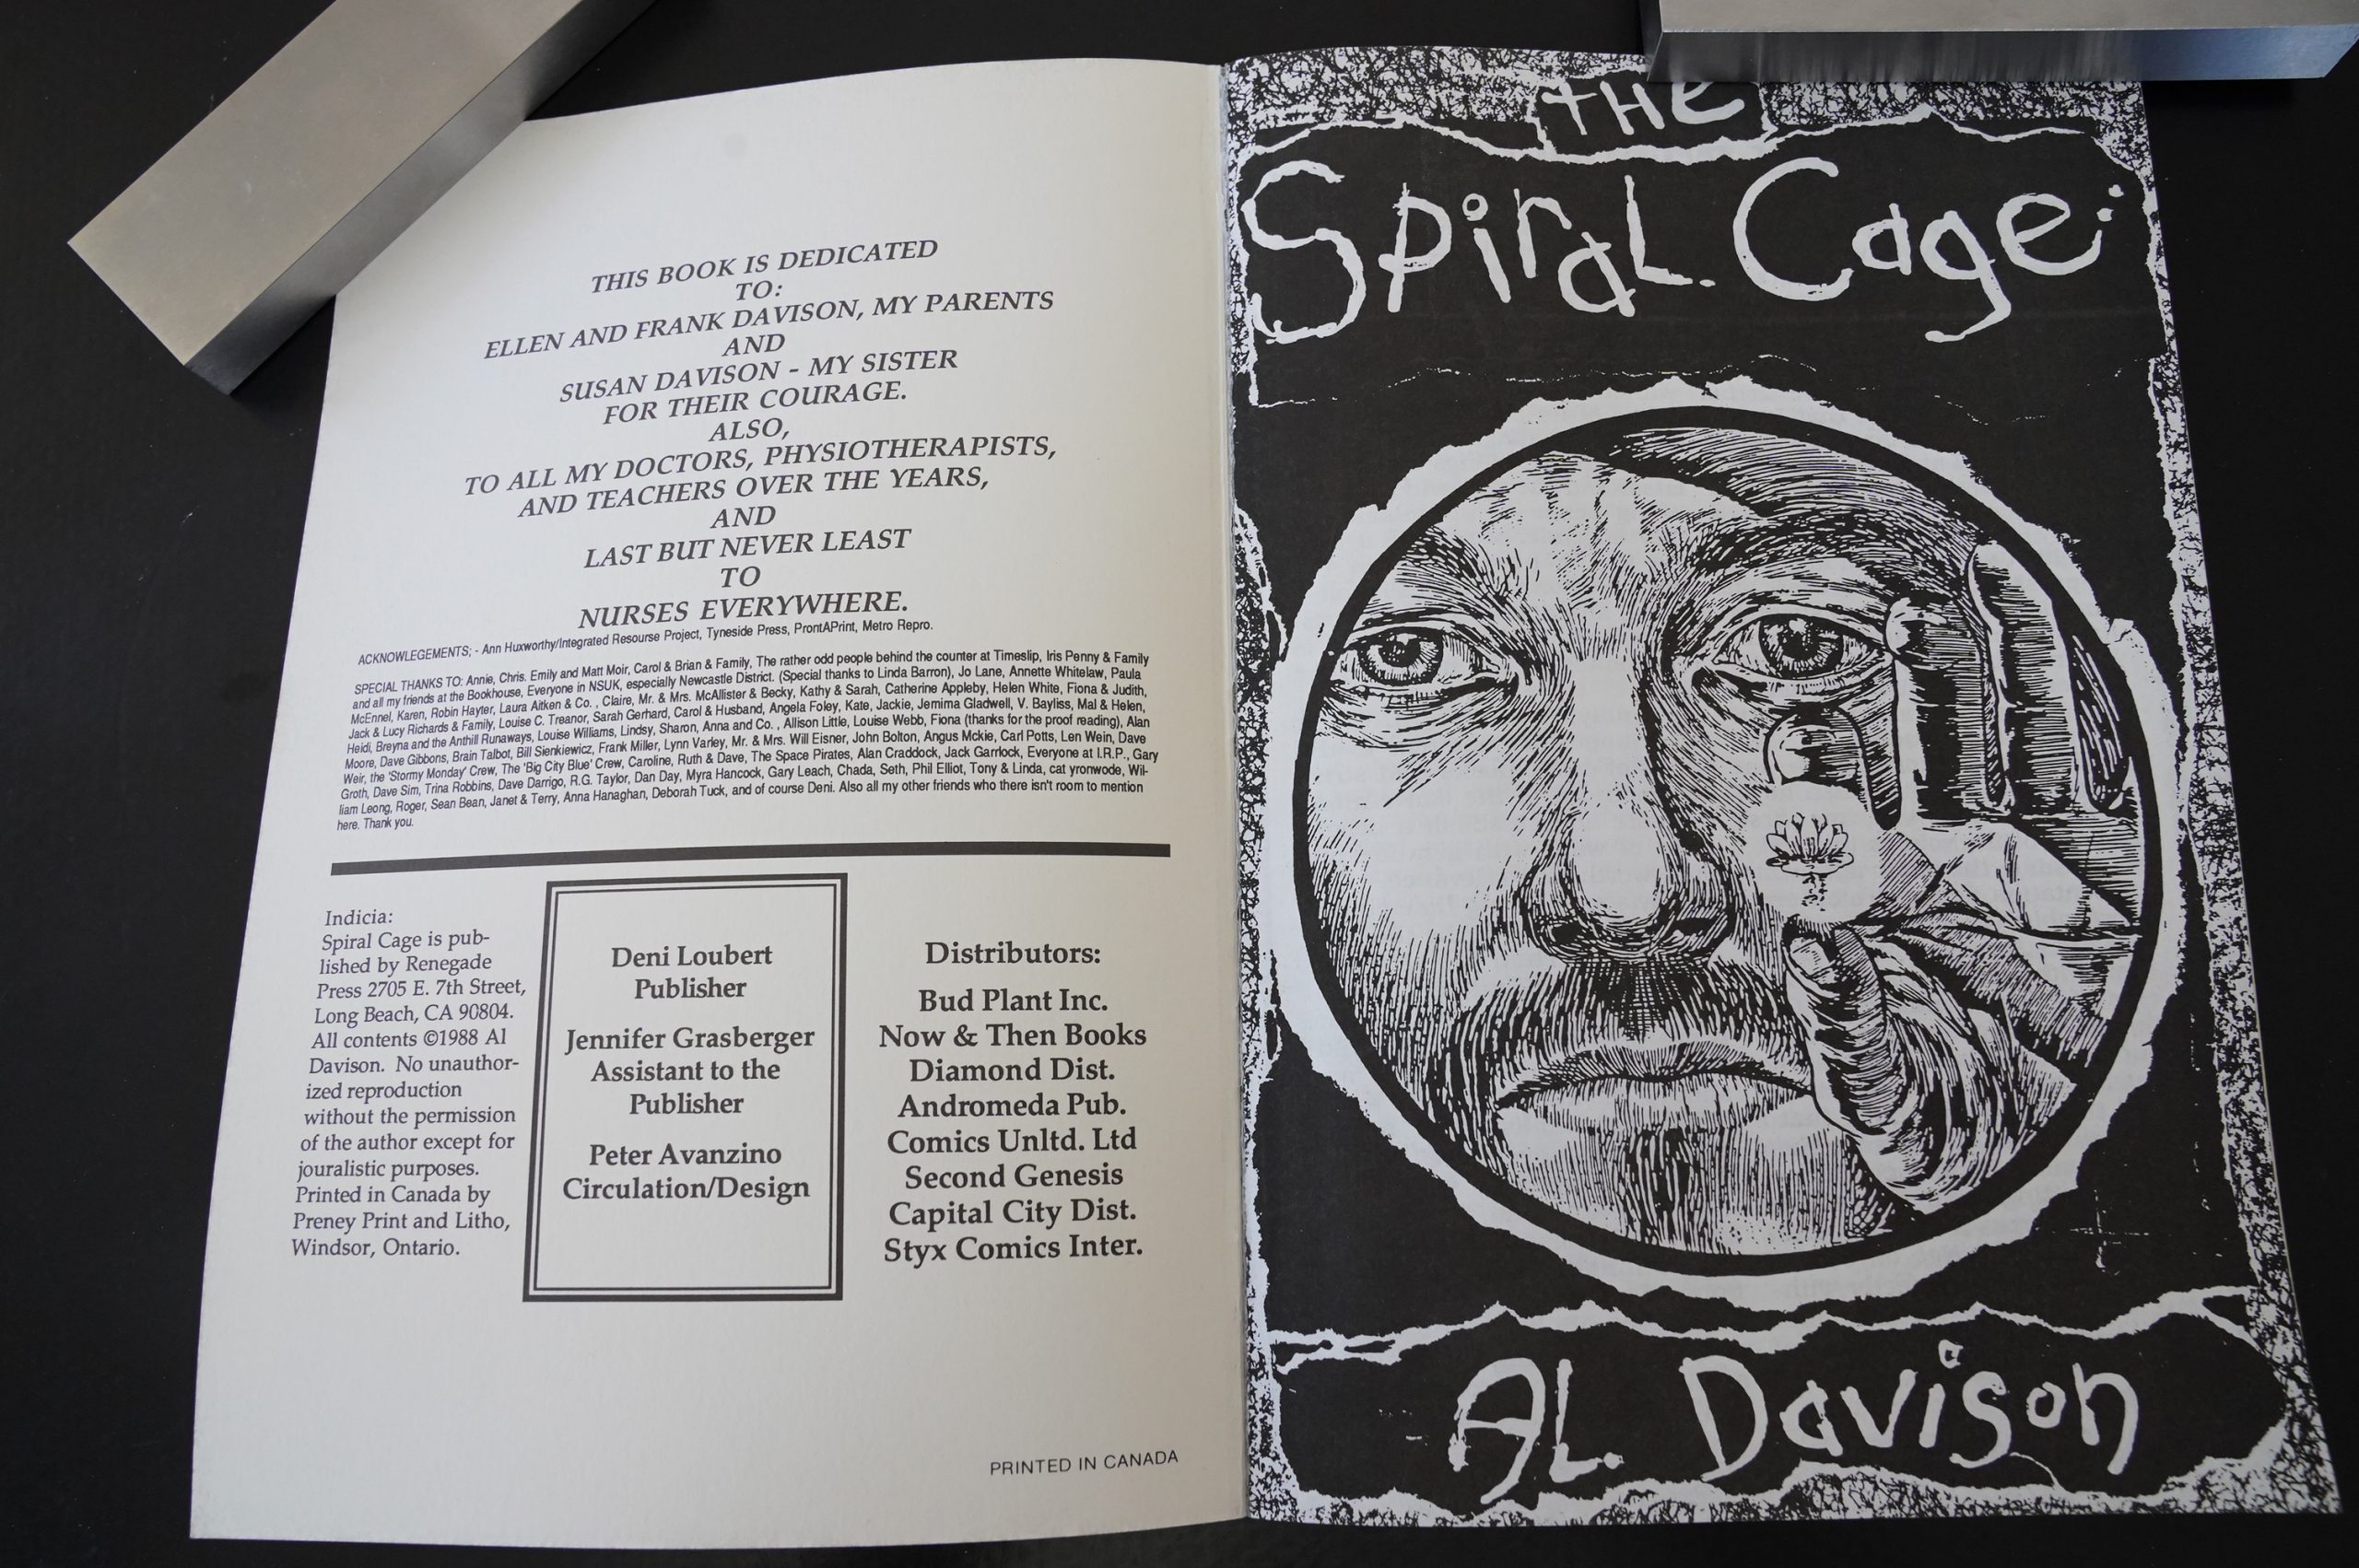 THIS BOOK IS DEDICATED
TO:
ELLEN AND FRANK DAVISON, MY PARENTS
AND
SUSAN DAVISON - MY SISTER
FOR THEIR COURAGE.
ALSO,
TO ALL MY DOCTORS, PHYSIOTHERAPISTS,
AND TEACHERS OVER THE YEARS,
AND
LAST BUT NEVER LEAST
TO
NURSES EVERYWHERE.
ACKNOWLEGEMENTS; - Ann Huxworthy/Integrated Resourse Project, Tyneside Press, ProntAPrint, Metro Repro.
SPECIAL THANKS TO: Annie, Chris. Emily and Matt Moir, Carol & Brian & Family, The rather odd people behind the counter at Timeslip, Iris Penny & Family
and all my friends at the Bookhouse, Everyone in NSUK, especially Newcastle District. (Special thanks to Linda Barron), Jo Lane, Annette Whitelaw, Paula
McEnnel, Karen, Robin Hayter, Laura Aitken & Co. , Claire, Mr. & Mrs. McAllister & Becky, Kathy & Sarah, Catherine Appleby, Helen White, Fiona & Judith,
Jack & Lucy Richards & Family, Louise C. Treanor, Sarah Gerhard, Carol & Husband, Angela Foley, Kate, Jackie, Jemima Gladwell, V. Bayliss, Mal & Helen,
Heidi, Breyna and the Anthill Runaways, Louise Williams, Lindsy, Sharon, Anna and Co. , Allison Little, Louise Webb, Fiona (thanks for the proof reading), Alan
Moore, Dave Gibbons, Brain Talbot, Bill Sienkiewicz, Frank Miller, Lynn Varley, Mr. & Mrs. Will Eisner, John Bolton, Angus Mckie, Carl Potts, Len Wein, Dave
Weir, the 'Stormy Monday' Crew, The 'Big City Blue' Crew, Caroline, Ruth & Dave, The Space Pirates, Alan Craddock, Jack Garrlock, Everyone at I.R.P., Gary
Groth, Dave Sim, Trina Robbins, Dave Darrigo, R.G. Taylor, Dan Day, Myra Hancock, Gary Leach, Chada, Seth, Phil Elliot, Tony & Linda, cat yronwode, Wil-
liam Leong, Roger, Sean Bean, Janet & Terry, Anna Hanaghan, Deborah Tuck, and of course Deni. Also all my other friends who there isn't room to mention
here. Thank you.
Indicia:
Spiral Cage is pub-
lished by Renegade
Press 2705 E. 7th Street,
Long Beach, CA 90804.
All contents ©1988 Al
Davison. No unauthor-
ized reproduction
without the permission
of the author except for
jouralistic purposes.
Printed in Canada by
Preney Print and Litho,
Windsor, Ontario.
Deni Loubert
Publisher
Jennifer Grasberger
Assistant to the
Publisher
Peter Avanzino
Circulation/Design
Distributors:
Bud Plant Inc.
Now & Then Books
Diamond Dist.
Andromeda Pub.
Comics Unltd. Ltd
Second Genesis
Capital City Dist.
Styx Comics Inter.
PRINTED IN CANADA
THe
SpiraL. Cage:
AL. Davison